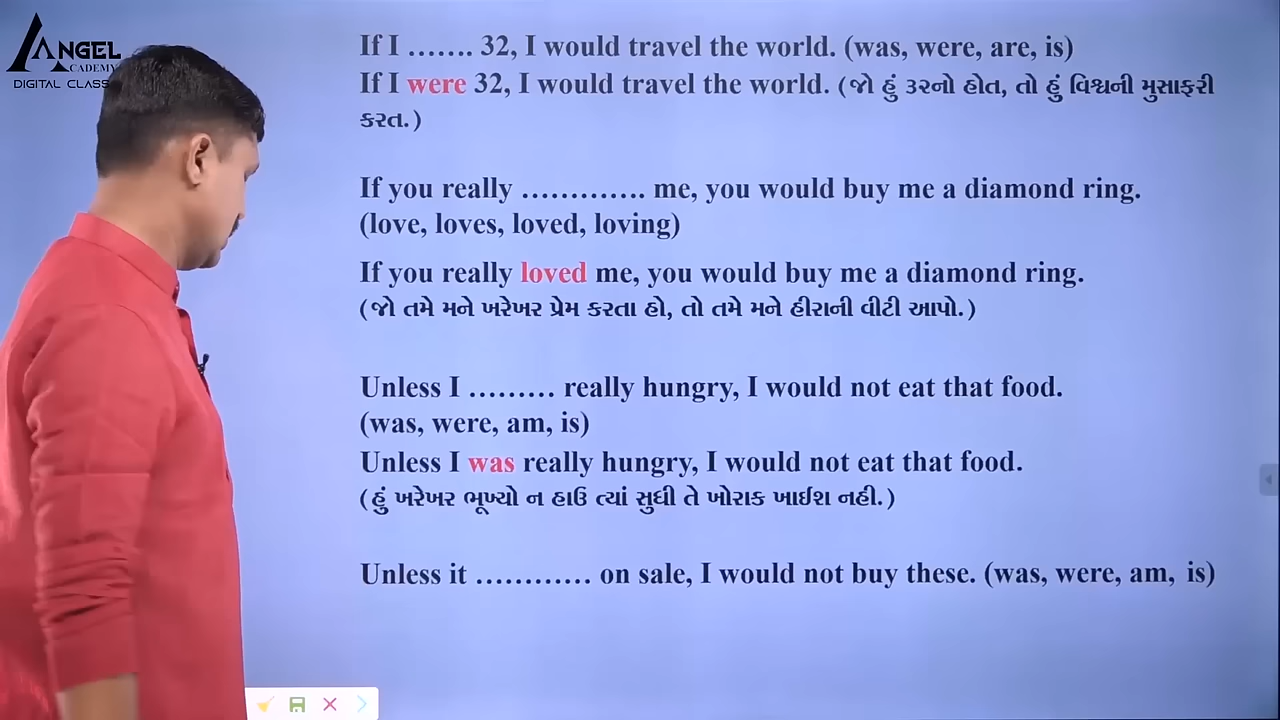 ANGEL
ACADEMY
DIGITAL CLASS
If I ....... 32, I would travel the world. (was, were, are, is)
If I were 32, I would travel the world. (જો હું ૩૨નો હોત, તો હું વિશ્વની મુસાફરી
કરત.)
If you really ............. me, you would buy me a diamond ring.
(love, loves, loved, loving)
If you really loved me, you would buy me a diamond ring.
(જો તમે મને ખરેખર પ્રેમ કરતા હો, તો તમે મને હીરાની વીટી આપો.)
Unless I ......... really hungry, I would not eat that food.
(was, were, am, is)
Unless I was really hungry, I would not eat that food.
(હું ખરેખર ભૂખ્યો ન હાઉ ત્યાં સુધી તે ખોરાક ખાઈશ નહી.)
Unless it ............ on sale, I would not buy these. (was, were, am, is)